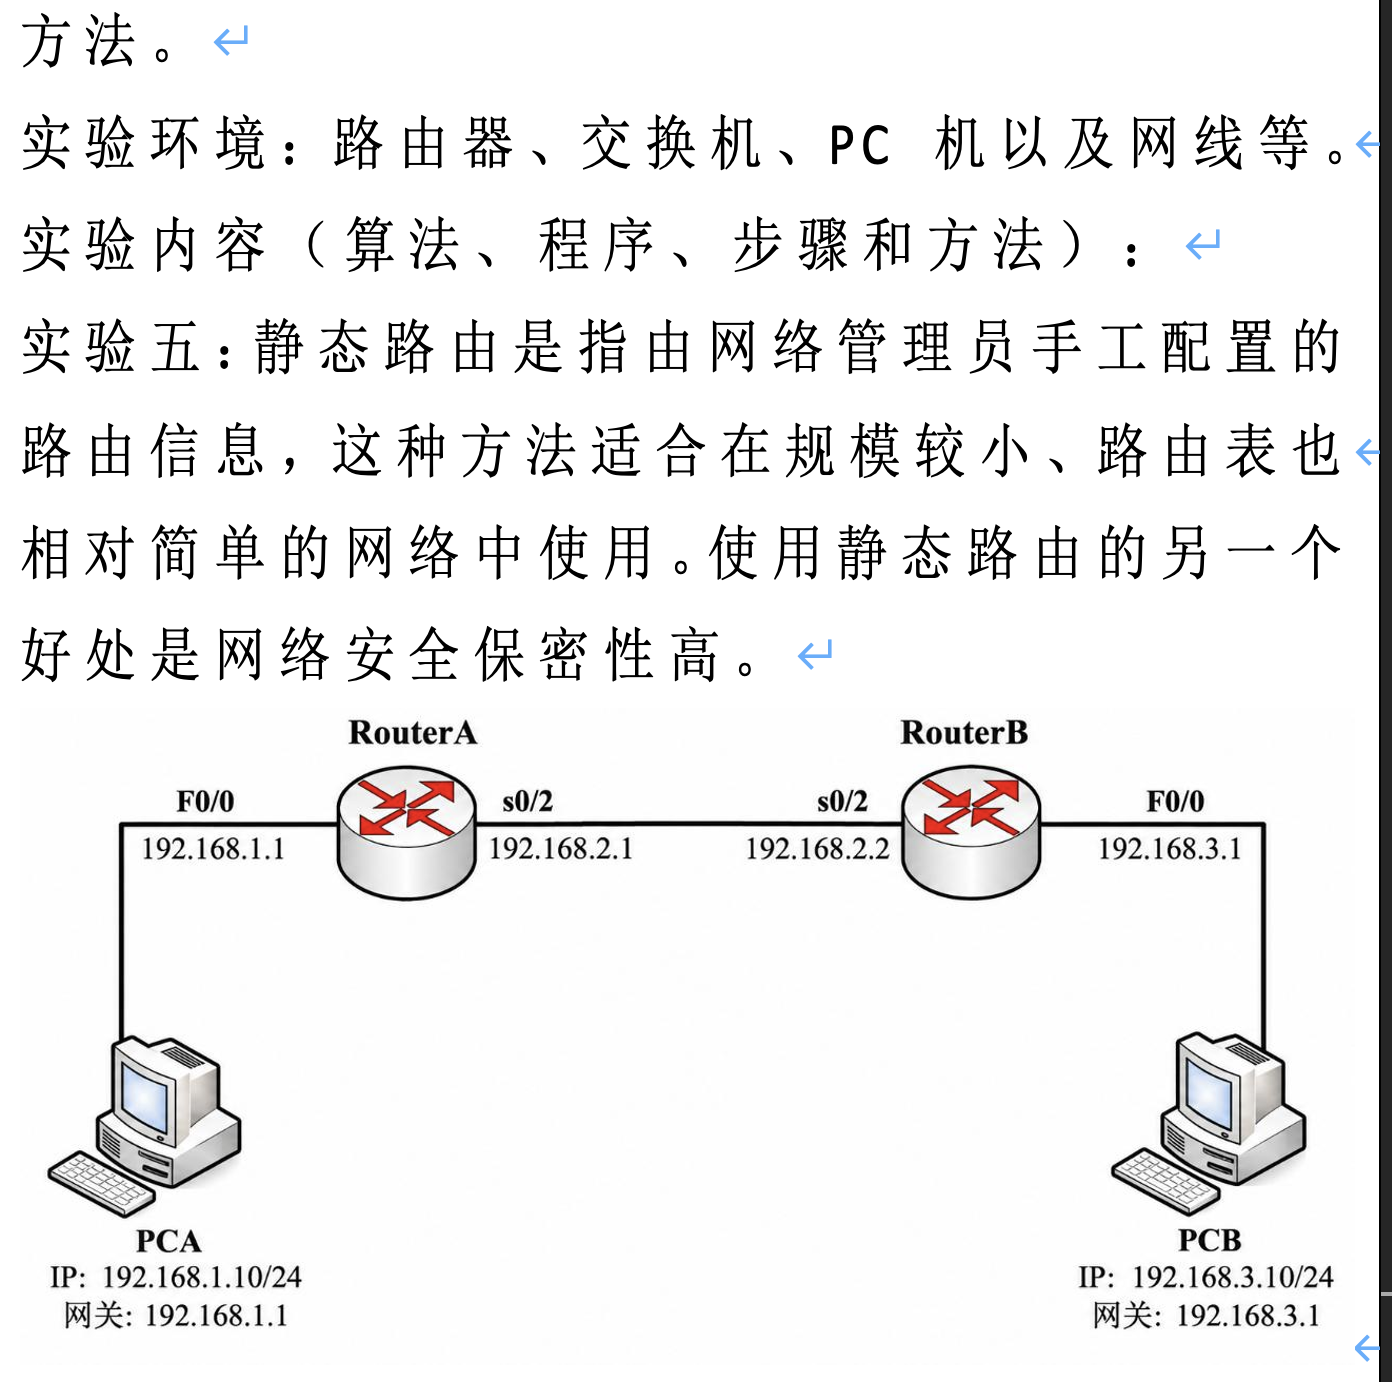 方法。
实验环境：路由器、交换机、PC 机以及网线等。
实验内容（算法、程序、步骤和方法）：
实验五：静态路由是指由网络管理员手工配置的
路由信息，这种方法适合在规模较小、路由表也
相对简单的网络中使用。使用静态路由的另一个
好处是网络安全保密性高。
RouterA
RouterB
F0/0
s0/2
s0/2
F0/0
192.168.1.1
192.168.2.1
192.168.2.2
192.168.3.1
PCA
IP: 192.168.1.10/24
网关: 192.168.1.1
PCB
IP: 192.168.3.10/24
网关: 192.168.3.1